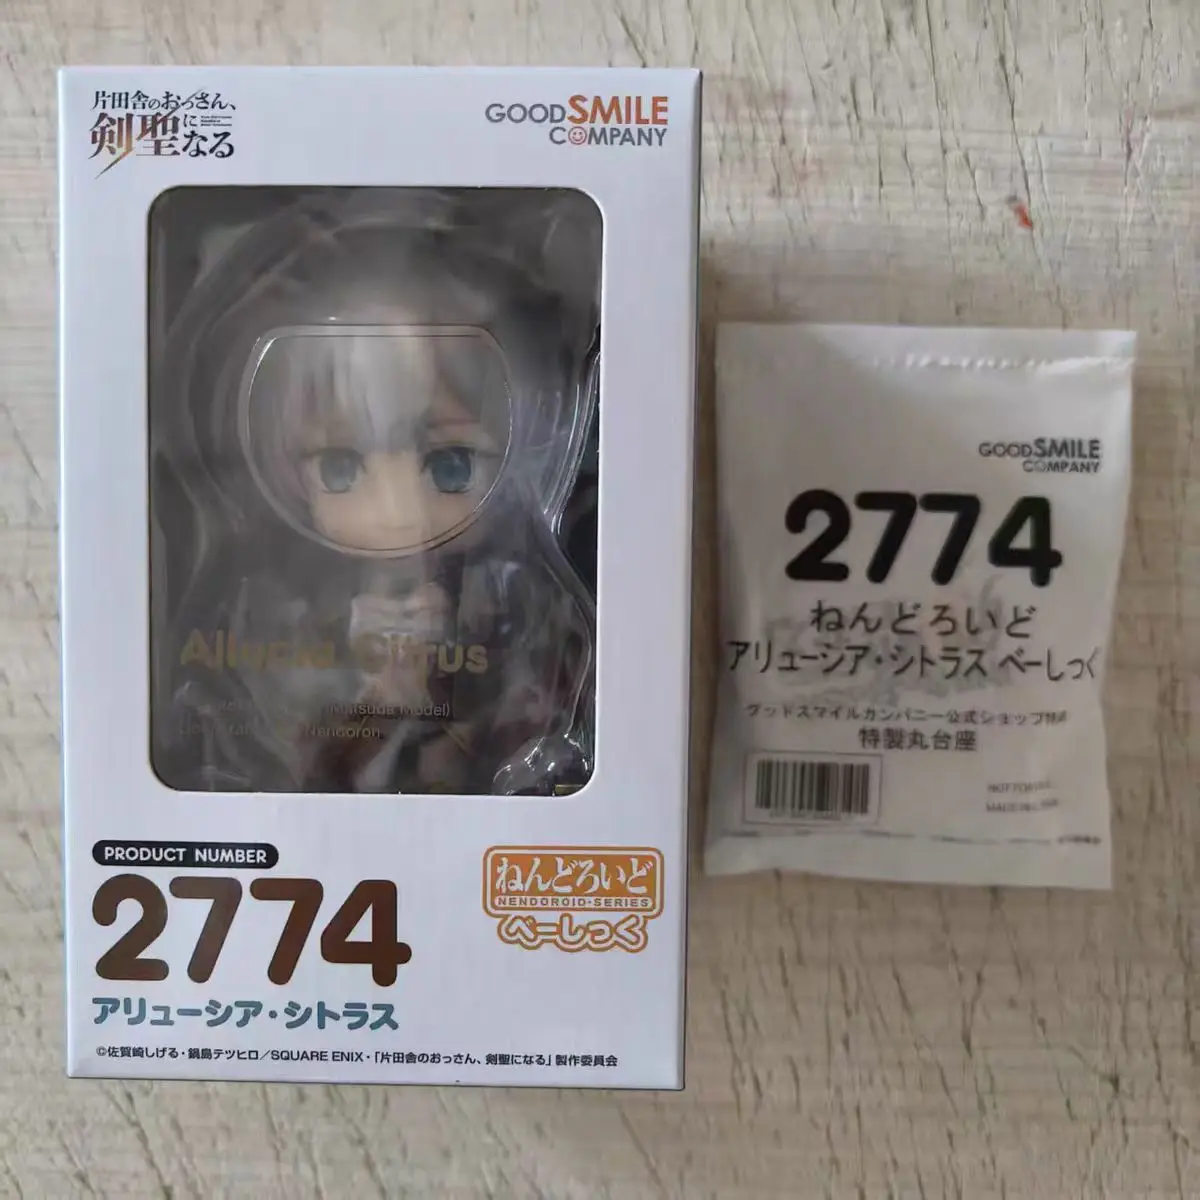 片田舎のおっさん、
剣聖になる
GOOD SMILE
COMPANY
Allucia Citrus
Model)
Nendoron
PRODUCT NUMBER
2774
アリューシア・シトラス
ねんどろいど
NENDOROID・SERIES
べーしっく
©佐賀崎しげる・鍋島テツヒロ/SQUARE ENIX・「片田舎のおっさん、剣聖になる」製作委員会
GOOD SMILE
COMPANY
2774
ねんどろいど
アリューシア・シトラス べーしっく
グッドスマイルカンパニー公式ショップ特典
特製丸台座